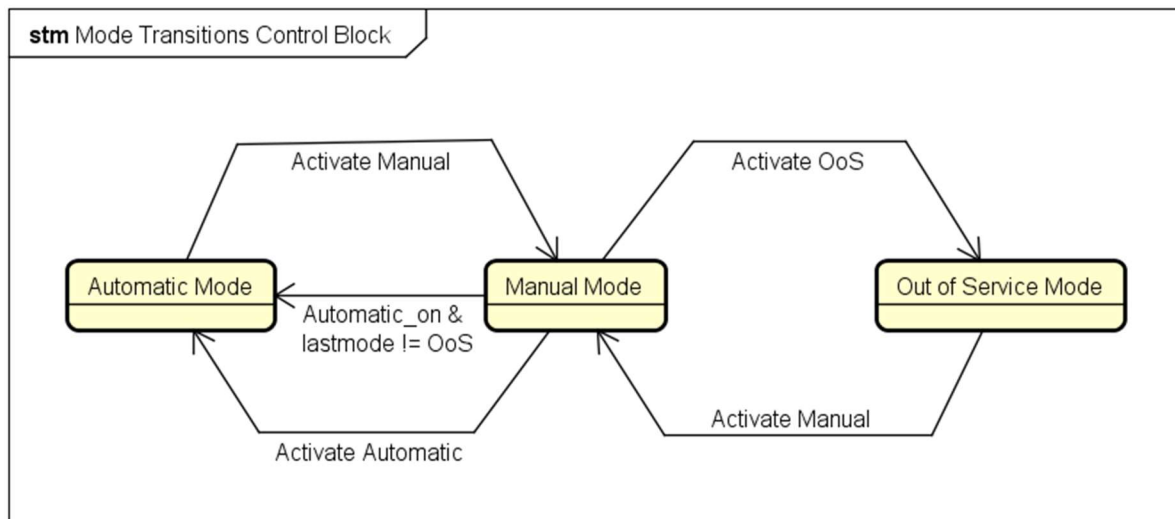 stm Mode Transitions Control Block
Activate Manual
Activate OoS
Automatic Mode
Manual Mode
Out of Service Mode
Automatic_on &
lastmode != OoS
Activate Manual
Activate Automatic